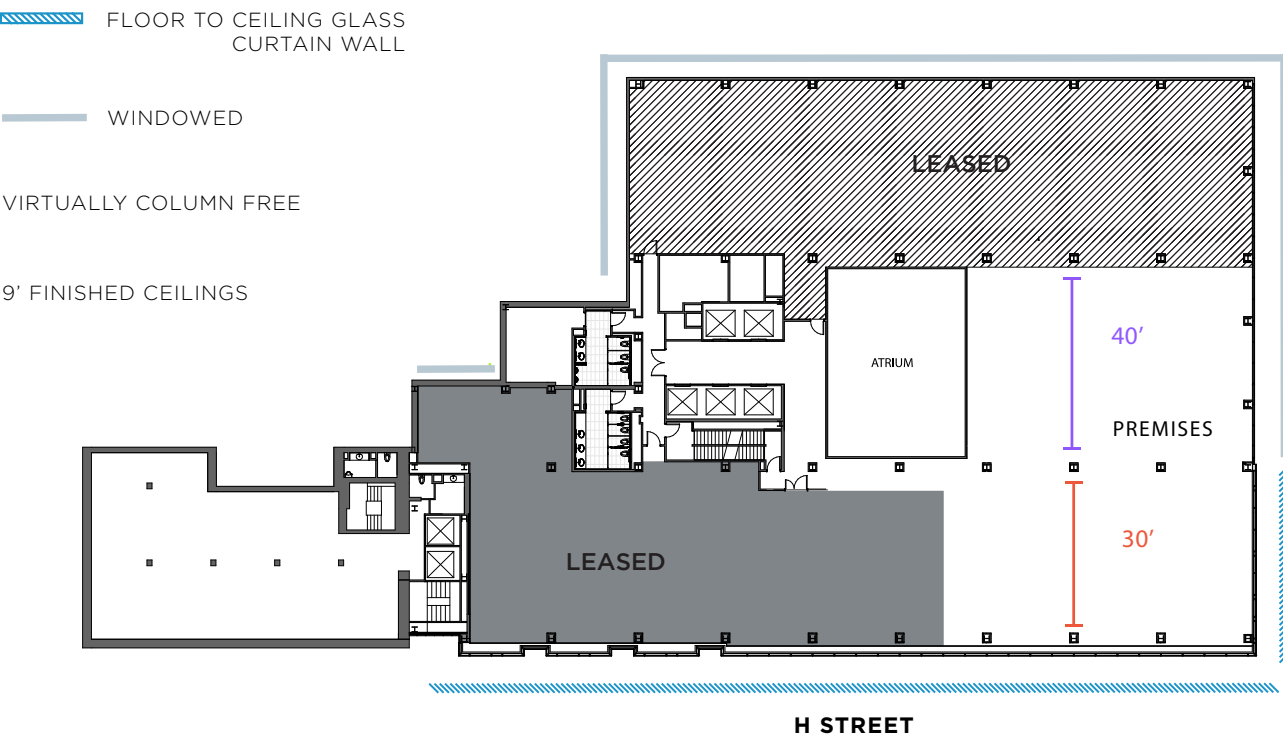 FLOOR TO CEILING GLASS
CURTAIN WALL
WINDOWED
VIRTUALLY COLUMN FREE
9’ FINISHED CEILINGS
LEASED
40’
ATRIUM
PREMISES
30’
LEASED
H STREET